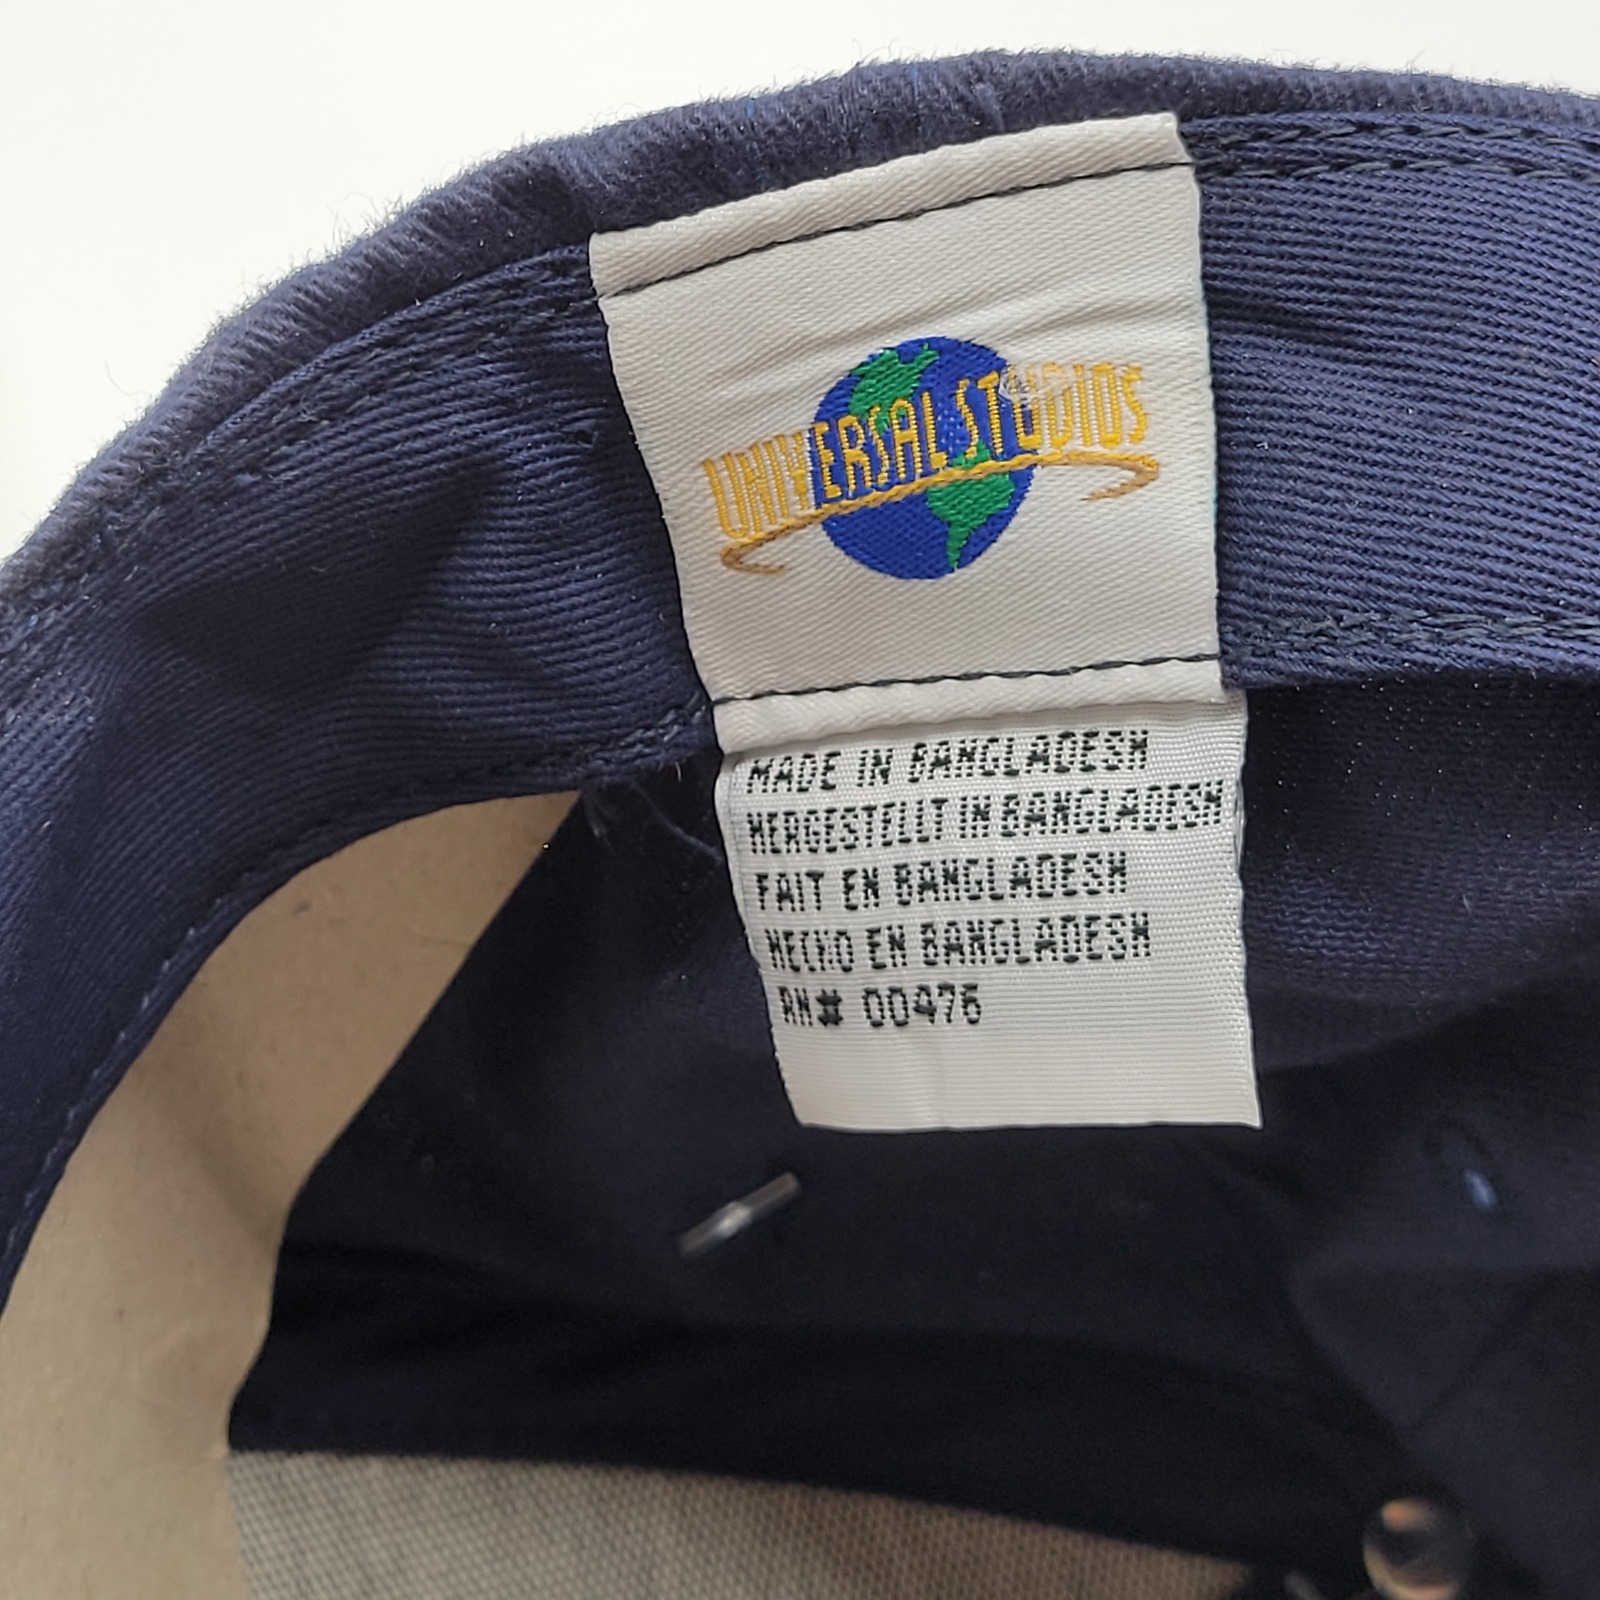 UNIVERSAL STUDIOS
MADE IN BANGLADESH
HERGESTELLT IN BANGLADESH
FAIT EN BANGLADESH
HECHO EN BANGLADESH
RN# 00476